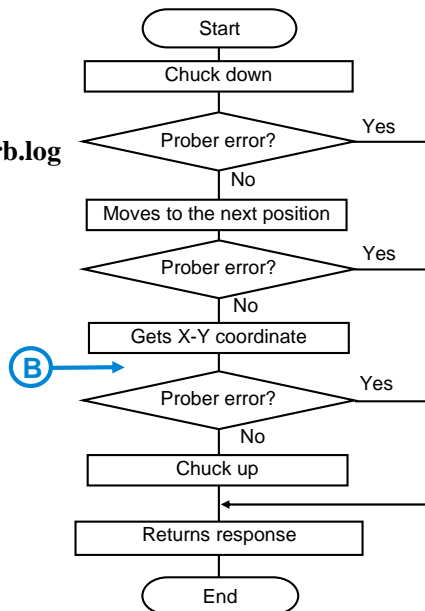 Start
Chuck down
Prober error?
Yes
rb.log
No
Moves to the next position
Prober error?
Yes
No
Gets X-Y coordinate
B
Prober error?
Yes
No
Chuck up
Returns response
End